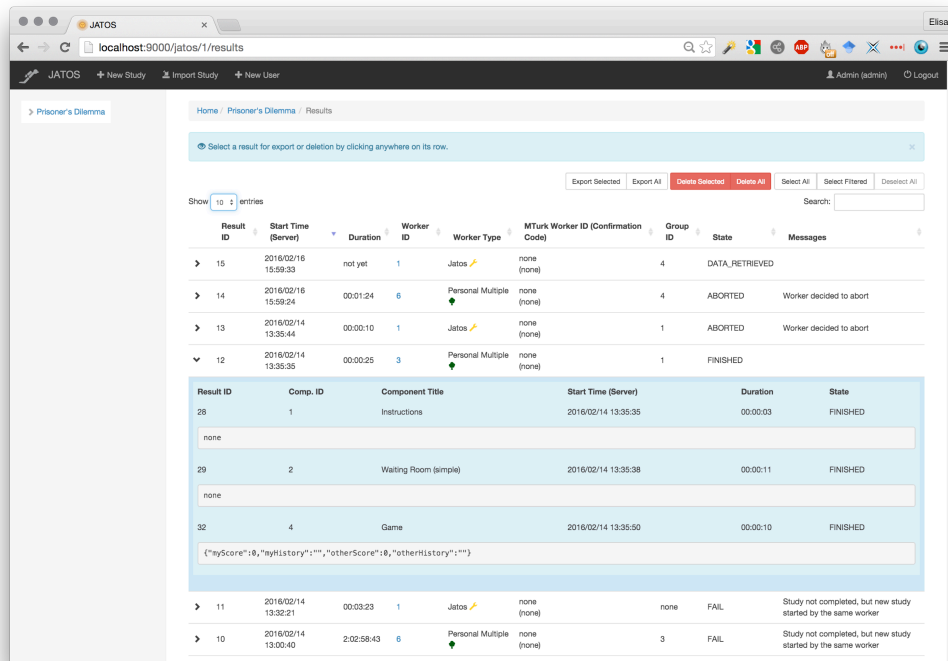 Elisa
JATOS ×
localhost:9000/jatos/1/results
ABP
off
JATOS + New Study Import Study + New User Admin (admin) Logout
Prisoner's Dilemma
Home / Prisoner's Dilemma / Results
Select a result for export or deletion by clicking anywhere on its row. ×
Export Selected Export All Delete Selected Delete All Select All Select Filtered Deselect All
Show 10 entries Search:
Result ID Start Time (Server) Duration Worker ID Worker Type MTurk Worker ID (Confirmation Code) Group ID State Messages
15 2016/02/16 15:59:33 not yet 1 Jatos none (none) 4 DATA_RETRIEVED
14 2016/02/16 15:59:24 00:01:24 6 Personal Multiple none (none) 4 ABORTED Worker decided to abort
13 2016/02/14 13:35:44 00:00:10 1 Jatos none (none) 1 ABORTED Worker decided to abort
12 2016/02/14 13:35:35 00:00:25 3 Personal Multiple none (none) 1 FINISHED
Result ID Comp. ID Component Title Start Time (Server) Duration State
28 1 Instructions 2016/02/14 13:35:35 00:00:03 FINISHED
none
29 2 Waiting Room (simple) 2016/02/14 13:35:38 00:00:11 FINISHED
none
32 4 Game 2016/02/14 13:35:50 00:00:10 FINISHED
{"myScore":0,"myHistory":"","otherScore":0,"otherHistory":""}
11 2016/02/14 13:32:21 00:03:23 1 Jatos none (none) none FAIL Study not completed, but new study started by the same worker
10 2016/02/14 13:00:40 2:02:58:43 6 Personal Multiple none (none) 3 FAIL Study not completed, but new study started by the same worker